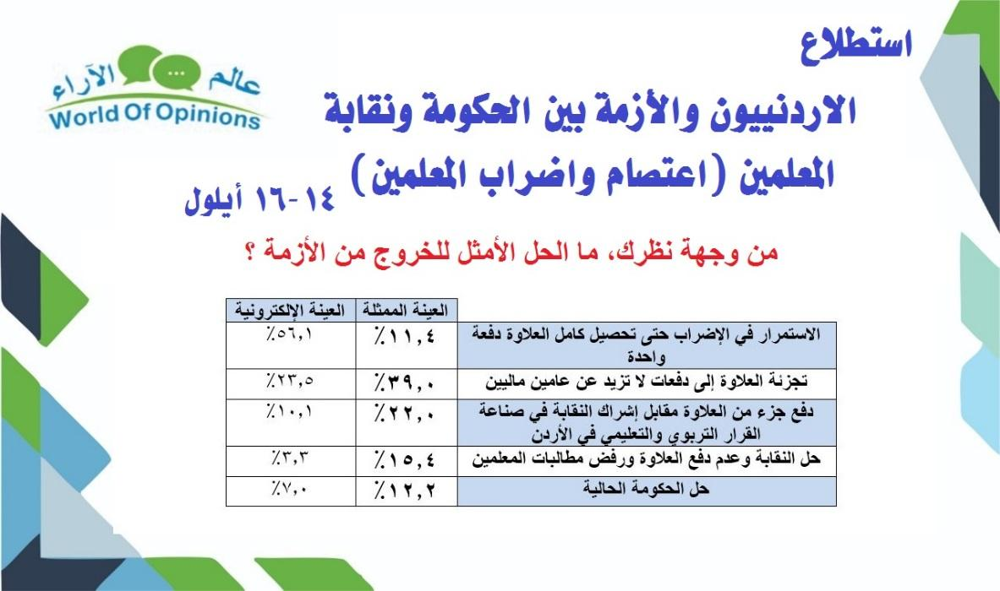 استطلاع
عالم الآراء
World Of Opinions
الاردنييون والأزمة بين الحكومة ونقابة
المعلمين (اعتصام واضراب المعلمين)
١٤-١٦ أيلول
من وجهة نظرك، ما الحل الأمثل للخروج من الأزمة ؟
العينة الممثلة العينة الإلكترونية
الاستمرار في الإضراب حتى تحصيل كامل العلاوة دفعة ٪١١,٤ ٪٥٦,١
واحدة
تجزئة العلاوة إلى دفعات لا تزيد عن عامين ماليين ٪٣٩,٠ ٪٢٣,٥
دفع جزء من العلاوة مقابل إشراك النقابة في صناعة ٪٢٢,٠ ٪١٠,١
القرار التربوي والتعليمي في الأردن
حل النقابة وعدم دفع العلاوة ورفض مطالبات المعلمين ٪١٥,٤ ٪٣,٣
حل الحكومة الحالية ٪١٢,٢ ٪٧,٠